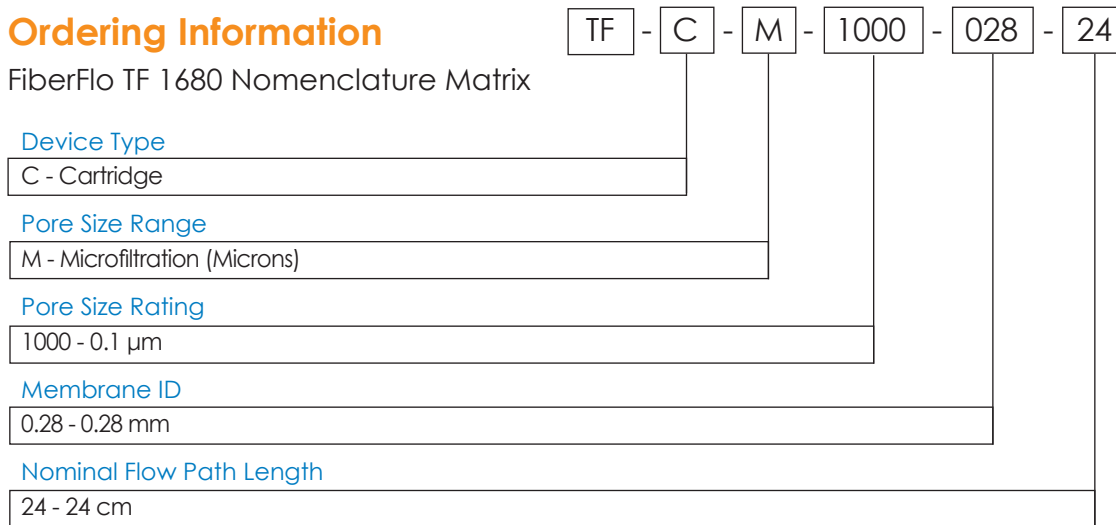 Ordering Information
TF - C - M - 1000 - 028 - 24
FiberFlo TF 1680 Nomenclature Matrix
Device Type
C - Cartridge
Pore Size Range
M - Microfiltration (Microns)
Pore Size Rating
1000 - 0.1 µm
Membrane ID
0.28 - 0.28 mm
Nominal Flow Path Length
24 - 24 cm